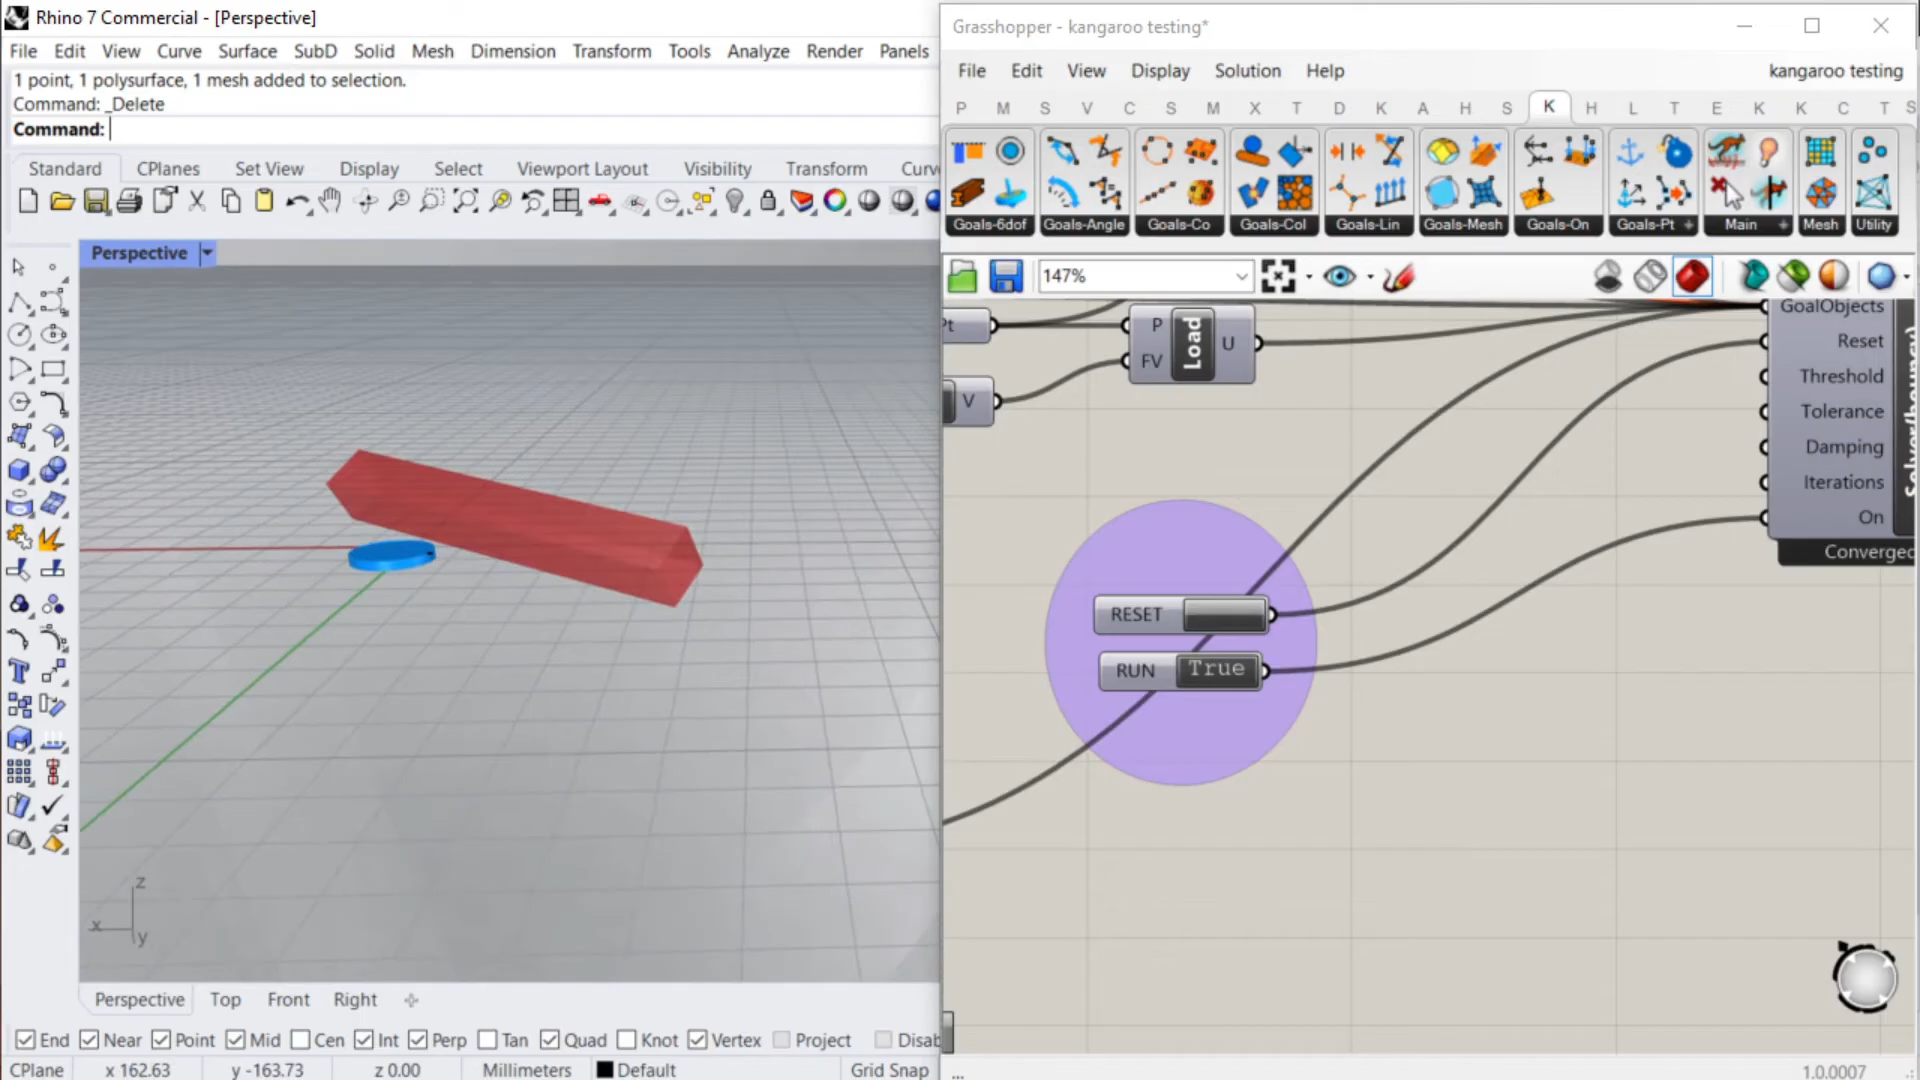 Rhino 7 Commercial - [Perspective]
File Edit View Curve Surface SubD Solid Mesh Dimension Transform Tools Analyze Render Panels
1 point, 1 polysurface, 1 mesh added to selection.
Command: _Delete
Command:
Standard CPlanes Set View Display Select Viewport Layout Visibility Transform Curv
Perspective
z
x
y
Perspective Top Front Right
End Near Point Mid Cen Int Perp Tan Quad Knot Vertex Project Disab
CPlane x 162.63 y -163.73 z 0.00 Millimeters Default Grid Snap
Grasshopper - kangaroo testing*
File Edit View Display Solution Help kangaroo testing
P M S V C S M X T D K A H S K H L T E K K C T S
Goals-6dof Goals-Angle Goals-Co Goals-Col Goals-Lin Goals-Mesh Goals-On Goals-Pt + Main + Mesh Utility
147%
Pt
P
FV
Load
U
V
GoalObjects
Reset
Threshold
Tolerance
Damping
Iterations
On
Converged
RESET
RUN True
...
1.0.0007